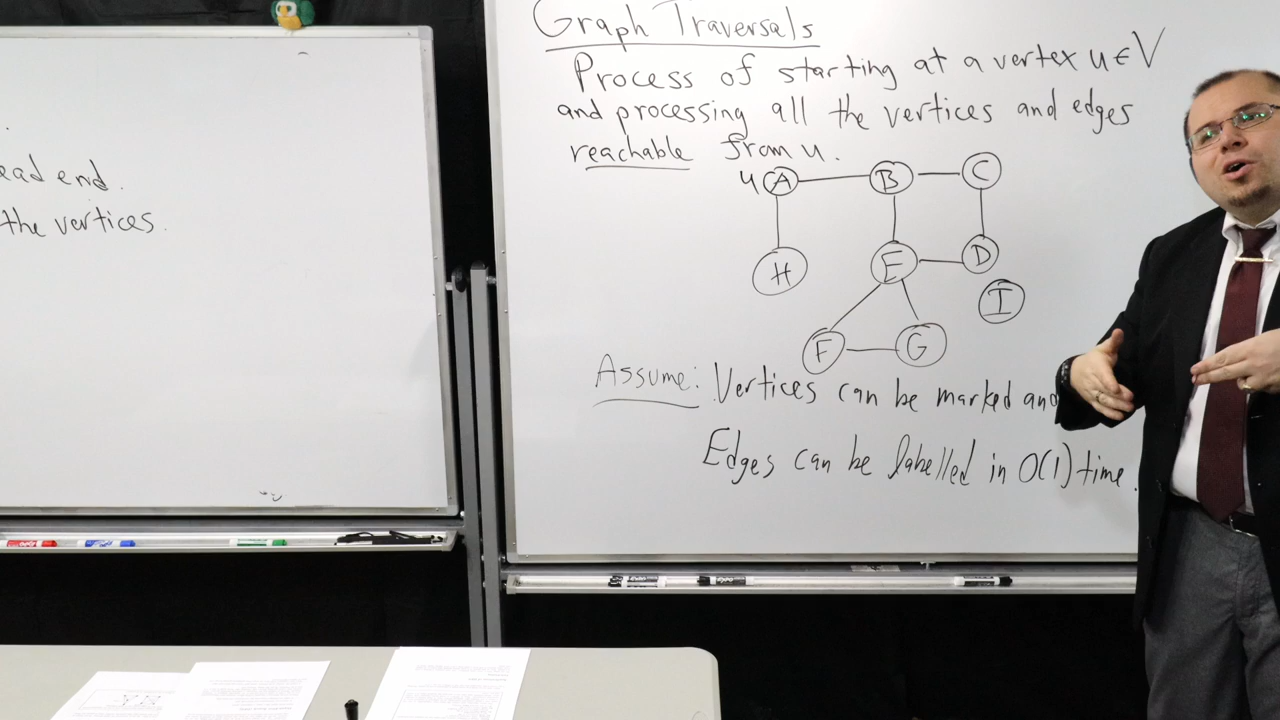 ead end.
the vertices.
Graph Traversals
Process of starting at a vertex u ∈ V
and processing all the vertices and edges
reachable from u.
u A B C
H E D
I
F G
Assume: Vertices can be marked and
Edges can be labelled in O(1) time.